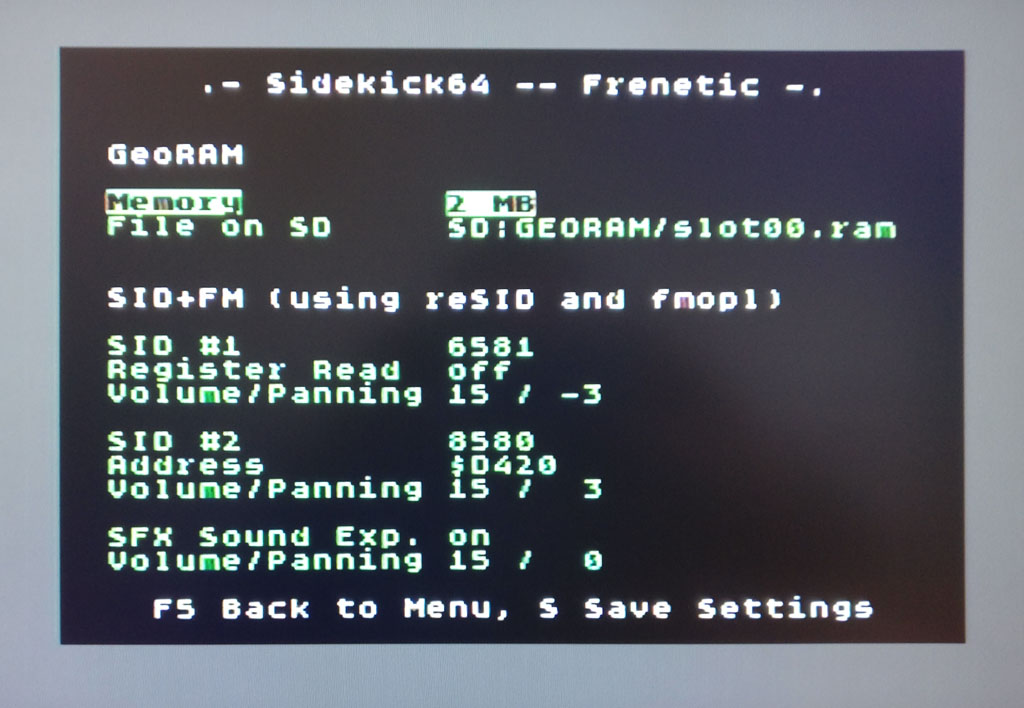 .- Sidekick64 -- Frenetic -.
GeoRAM
Memory 2 MB
File on SD SD:GEORAM/slot00.ram
SID+FM (using reSID and fmopl)
SID #1 6581
Register Read off
Volume/Panning 15 / -3
SID #2 8580
Address $D420
Volume/Panning 15 / 3
SFX Sound Exp. on
Volume/Panning 15 / 0
F5 Back to Menu, S Save Settings